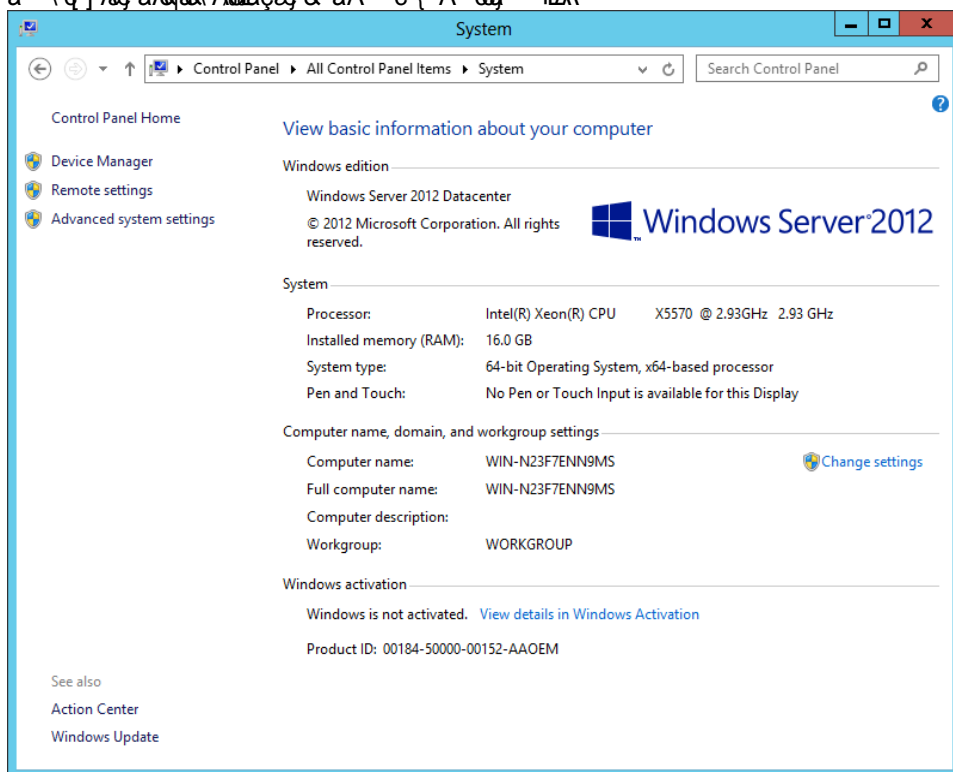 System
Control Panel ▸ All Control Panel Items ▸ System
Search Control Panel
Control Panel Home
Device Manager
Remote settings
Advanced system settings
View basic information about your computer
Windows edition
Windows Server 2012 Datacenter
© 2012 Microsoft Corporation. All rights
reserved.
Windows Server 2012
System
Processor: Intel(R) Xeon(R) CPU X5570 @ 2.93GHz 2.93 GHz
Installed memory (RAM): 16.0 GB
System type: 64-bit Operating System, x64-based processor
Pen and Touch: No Pen or Touch Input is available for this Display
Computer name, domain, and workgroup settings
Computer name: WIN-N23F7ENN9MS
Change settings
Full computer name: WIN-N23F7ENN9MS
Computer description:
Workgroup: WORKGROUP
Windows activation
Windows is not activated. View details in Windows Activation
Product ID: 00184-50000-00152-AAOEM
See also
Action Center
Windows Update